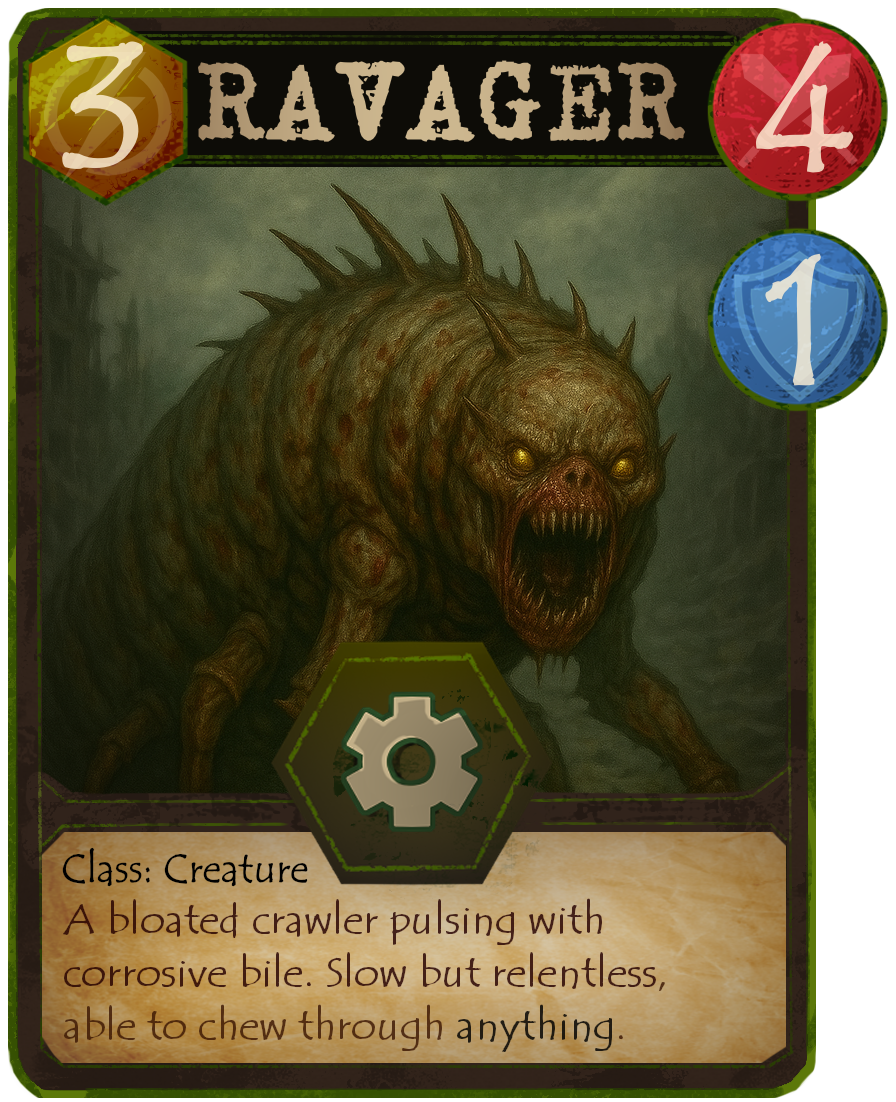 3
RAVAGER
4
1
Class: Creature
A bloated crawler pulsing with
corrosive bile. Slow but relentless,
able to chew through anything.